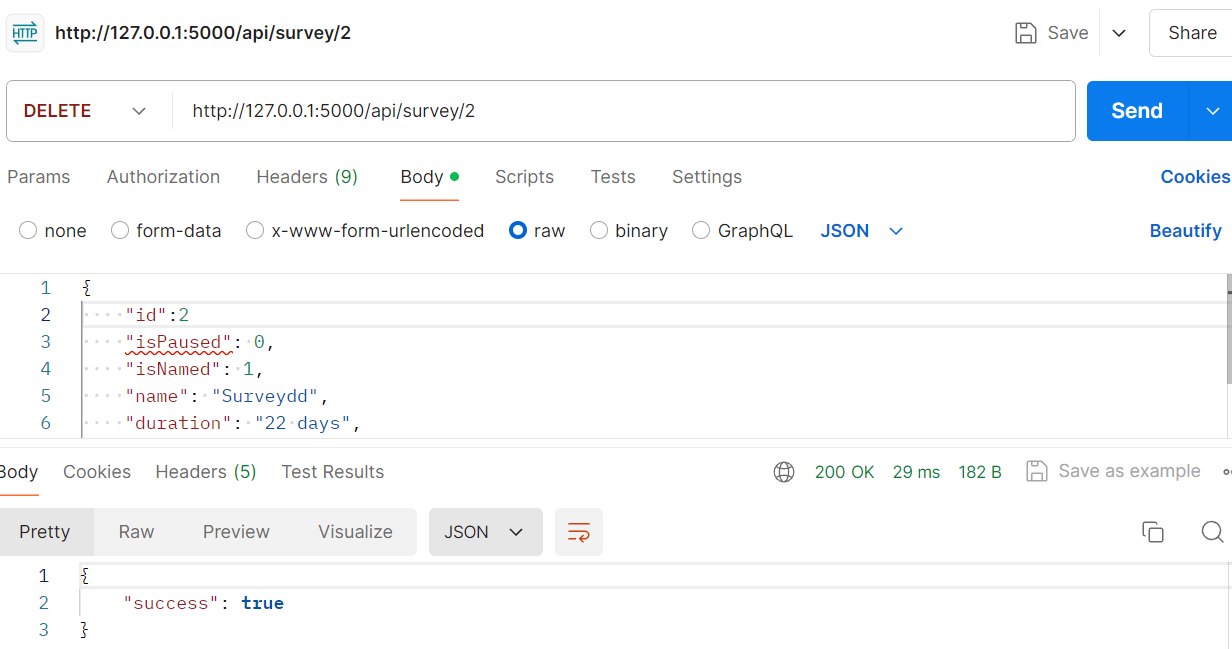 HTTP http://127.0.0.1:5000/api/survey/2 Save Share
DELETE http://127.0.0.1:5000/api/survey/2 Send
Params Authorization Headers (9) Body Scripts Tests Settings Cookies
none form-data x-www-form-urlencoded raw binary GraphQL JSON Beautify
1 {
2 "id":2
3 "isPaused": 0,
4 "isNamed": 1,
5 "name": "Surveydd",
6 "duration": "22 days",
Body Cookies Headers (5) Test Results 200 OK 29 ms 182 B Save as example
Pretty Raw Preview Visualize JSON
1 {
2 "success": true
3 }